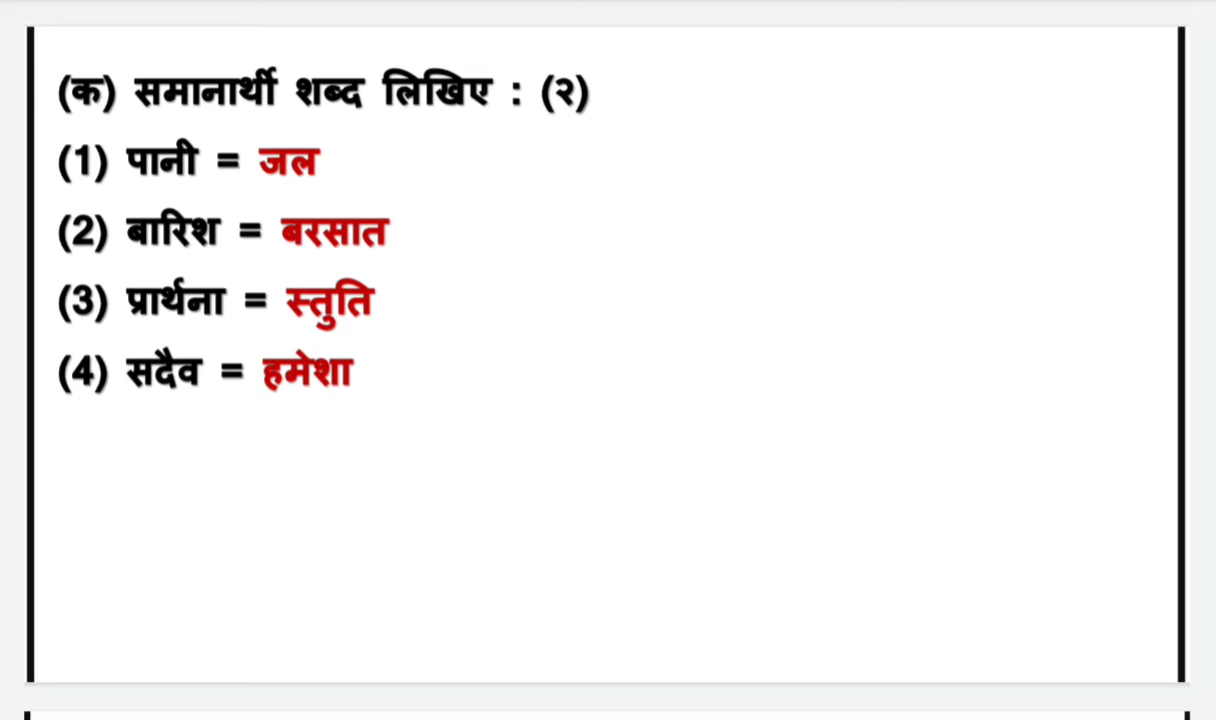 (क) समानार्थी शब्द लिखिए : (२)
(1) पानी = जल
(2) बारिश = बरसात
(3) प्रार्थना = स्तुति
(4) सदैव = हमेशा